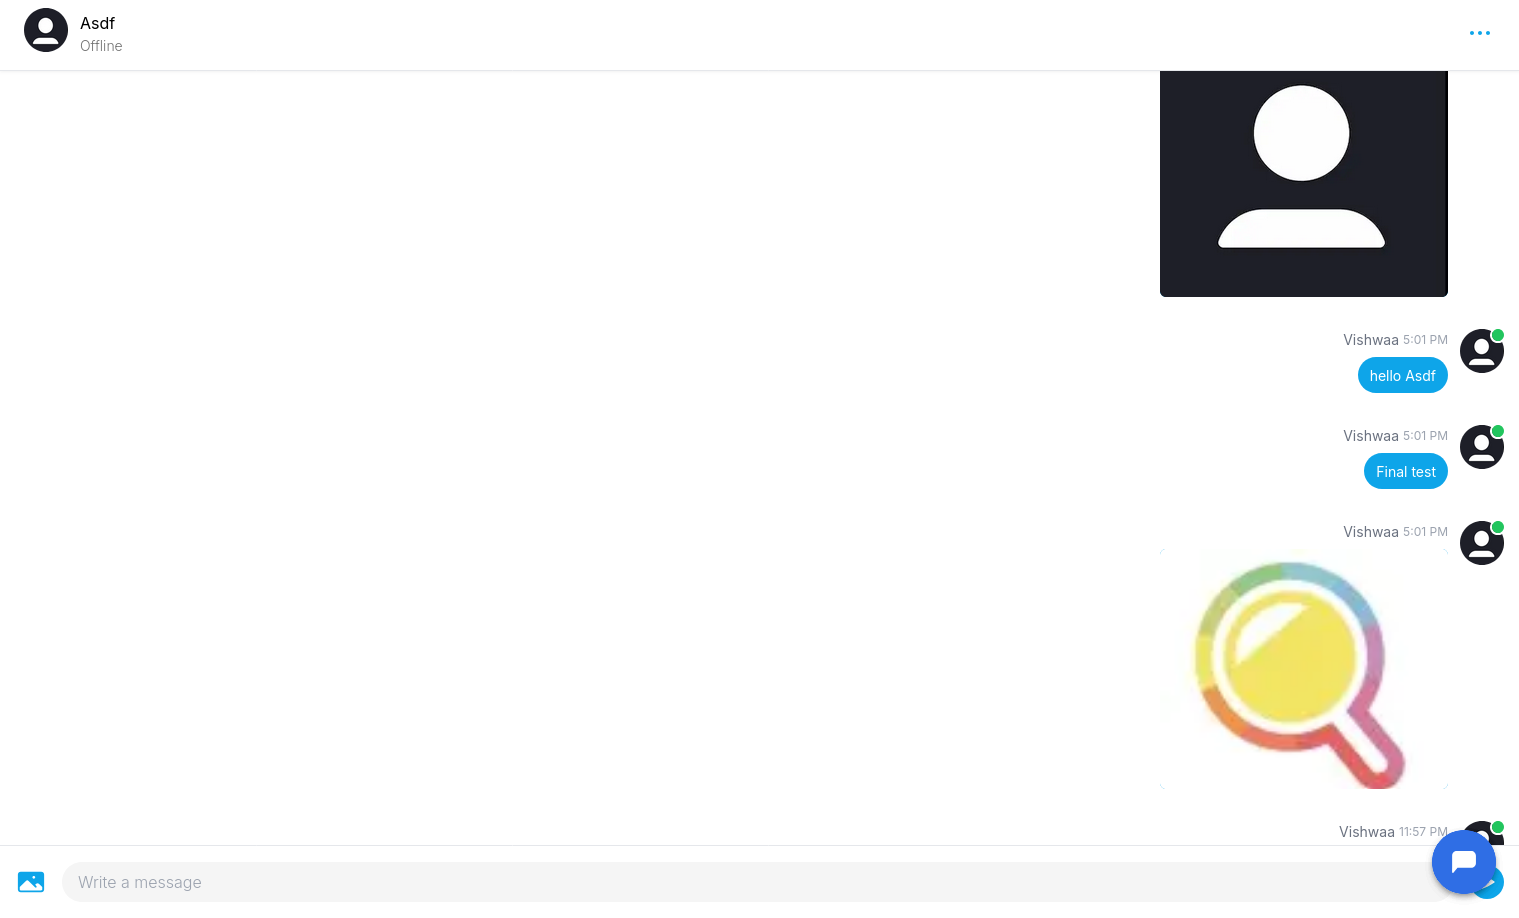 Asdf
Offline
Vishwaa 5:01 PM
hello Asdf
Vishwaa 5:01 PM
Final test
Vishwaa 5:01 PM
Vishwaa 11:57 PM
Write a message